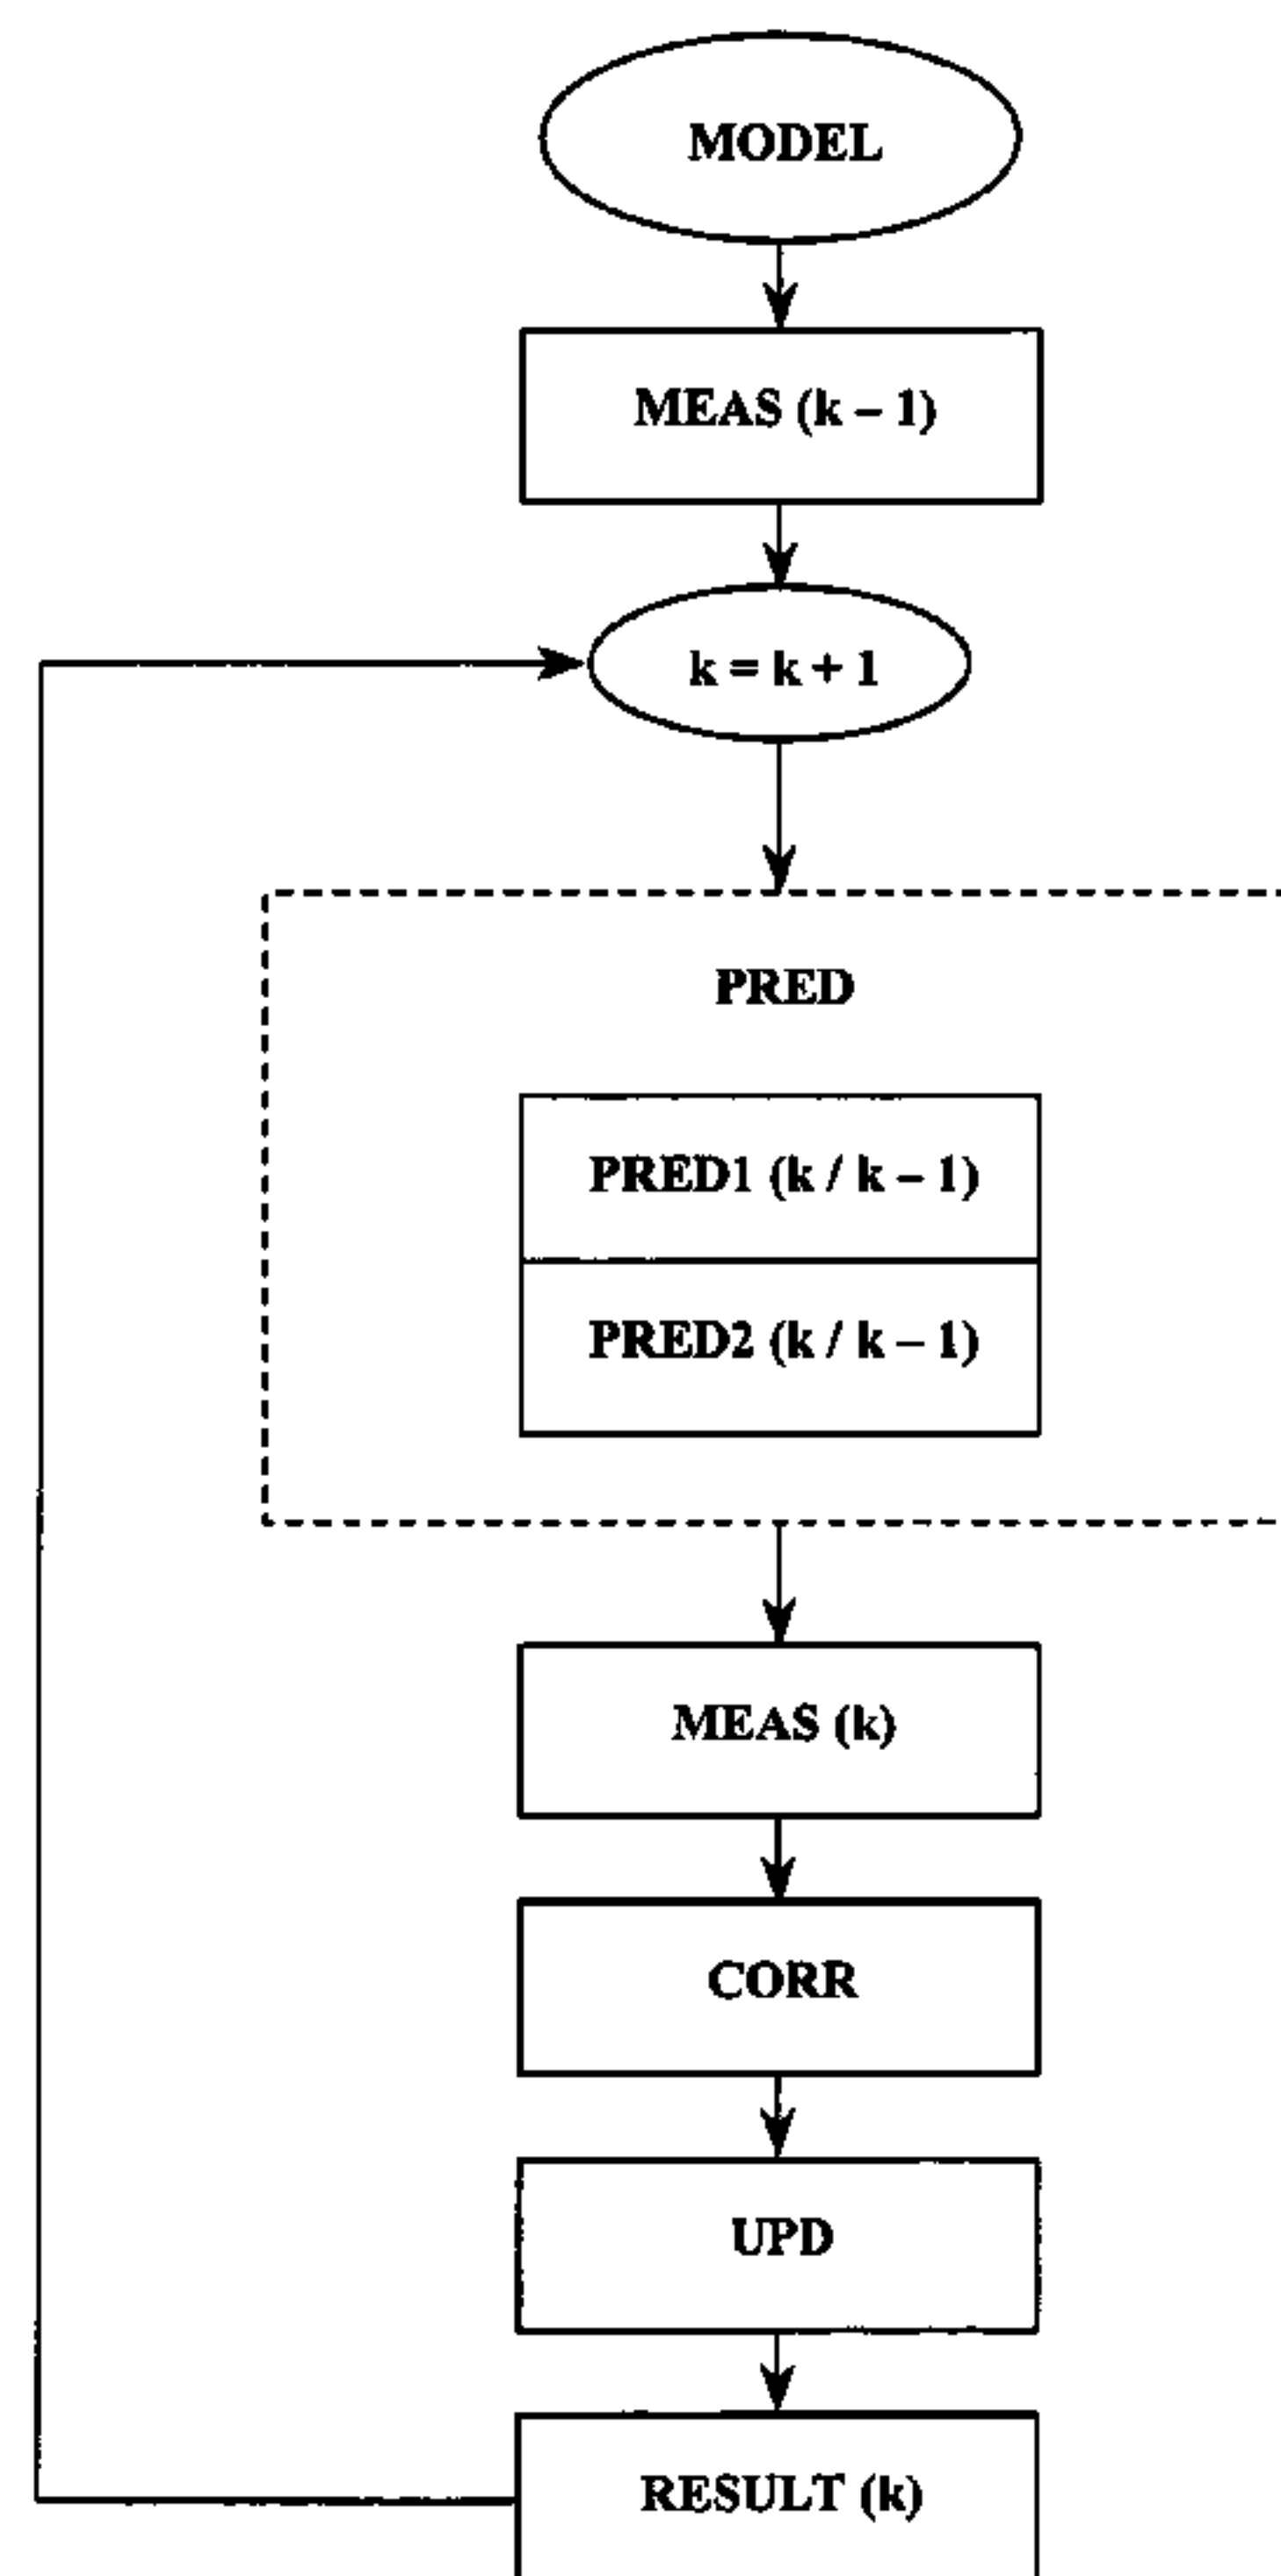 MODEL
MEAS (k – 1)
k = k + 1
PRED
PRED1 (k / k – 1)
PRED2 (k / k – 1)
MEAS (k)
CORR
UPD
RESULT (k)